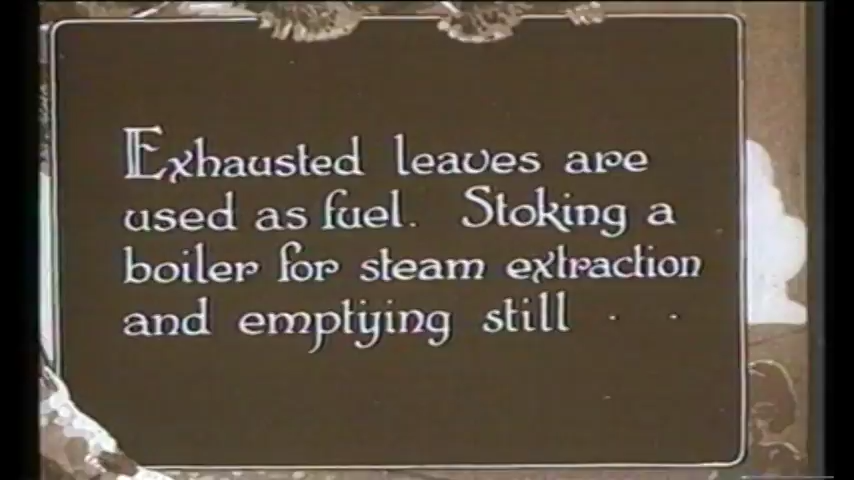 Exhausted leaves are
used as fuel. Stoking a
boiler for steam extraction
and emptying still . .